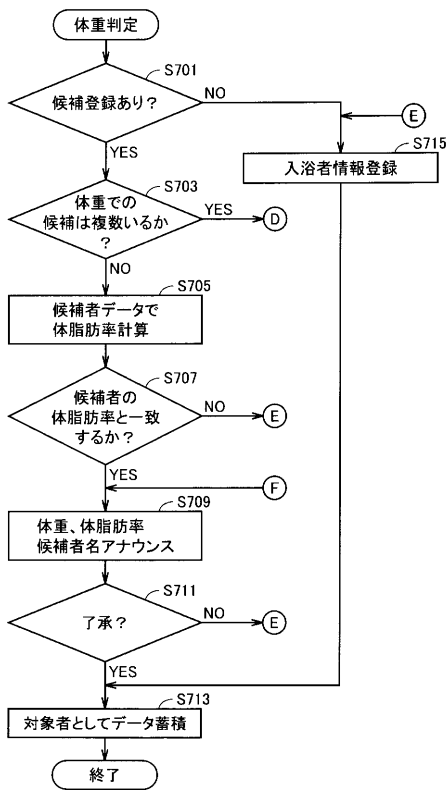 体重判定
S701
候補登録あり？
NO
E
S715
入浴者情報登録
YES
S703
体重での
候補は複数いるか
？
YES
D
NO
S705
候補者データで
体脂肪率計算
S707
候補者の
体脂肪率と一致
するか？
NO
E
YES
F
S709
体重、体脂肪率
候補者名アナウンス
S711
了承？
NO
E
YES
S713
対象者としてデータ蓄積
終了